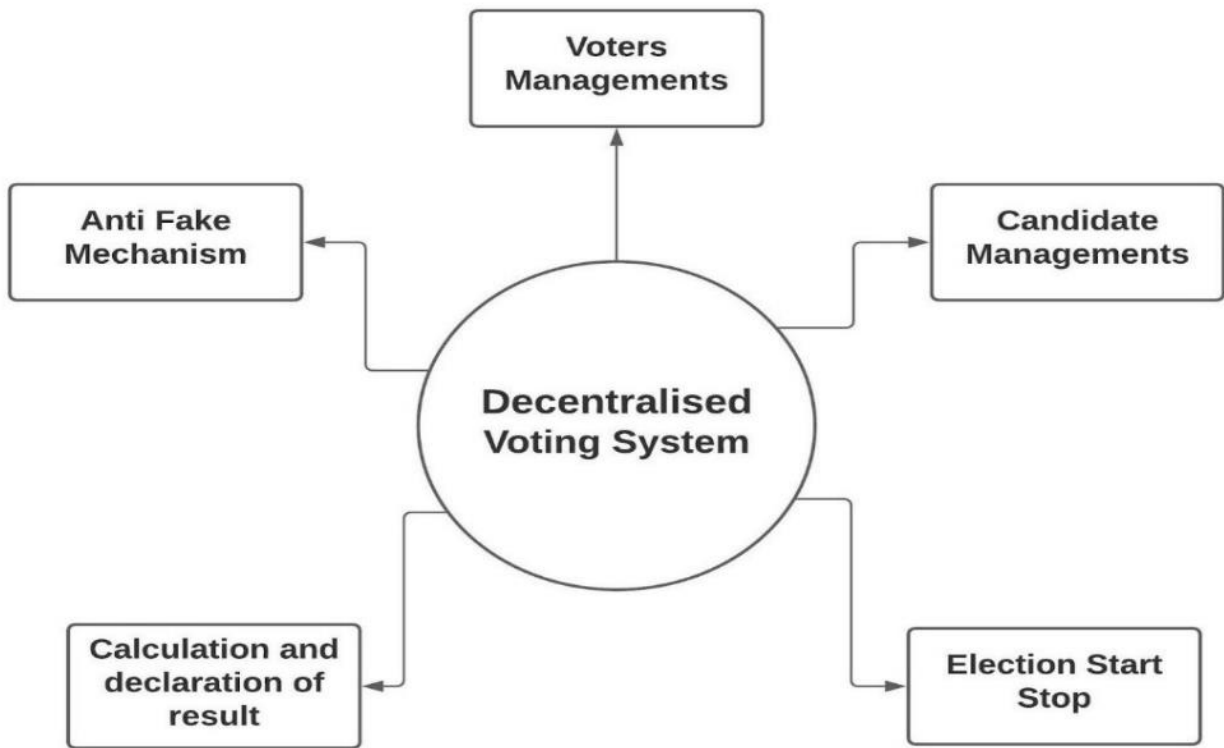 Voters
Managements
Anti Fake
Mechanism
Candidate
Managements
Decentralised
Voting System
Calculation and
declaration of
result
Election Start
Stop